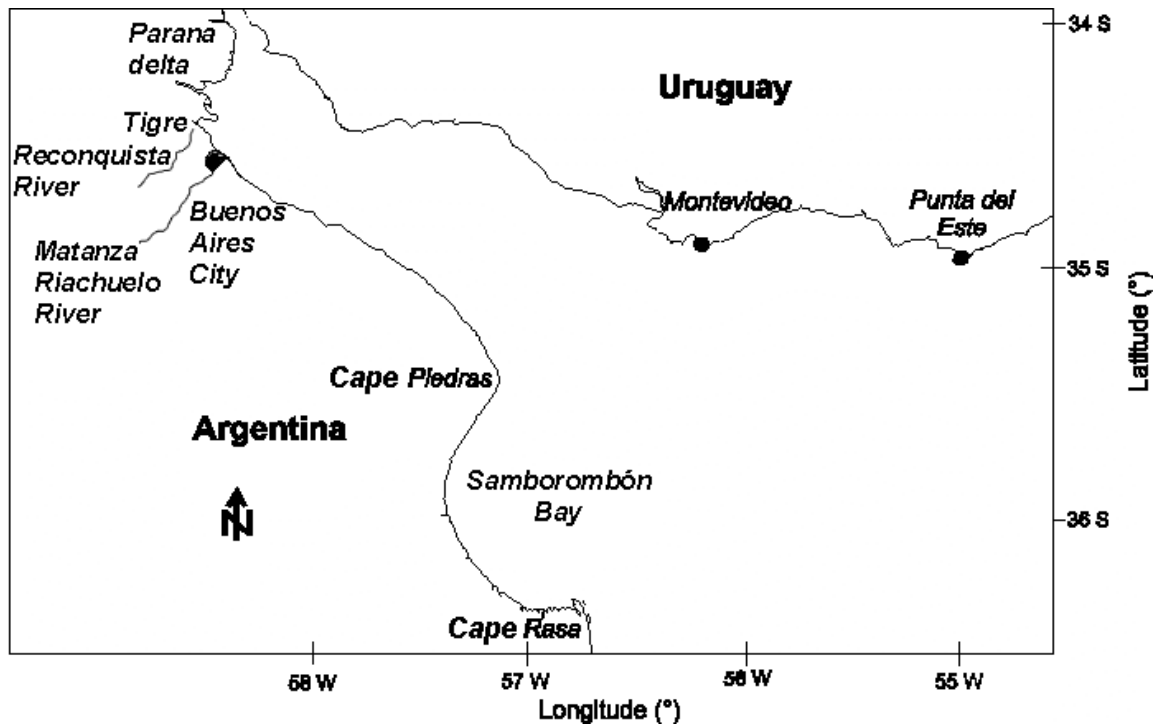 Parana
delta
34 S
Uruguay
Tigre
Reconquista
River
Montevideo
Punta del
Este
Buenos
Aires
City
Matanza
Riachuelo
River
35 S
Latitude (°)
Cape Piedras
Argentina
Samborombón
Bay
N
36 S
Cape Rasa
58 W
57 W
56 W
55 W
Longitude (°)